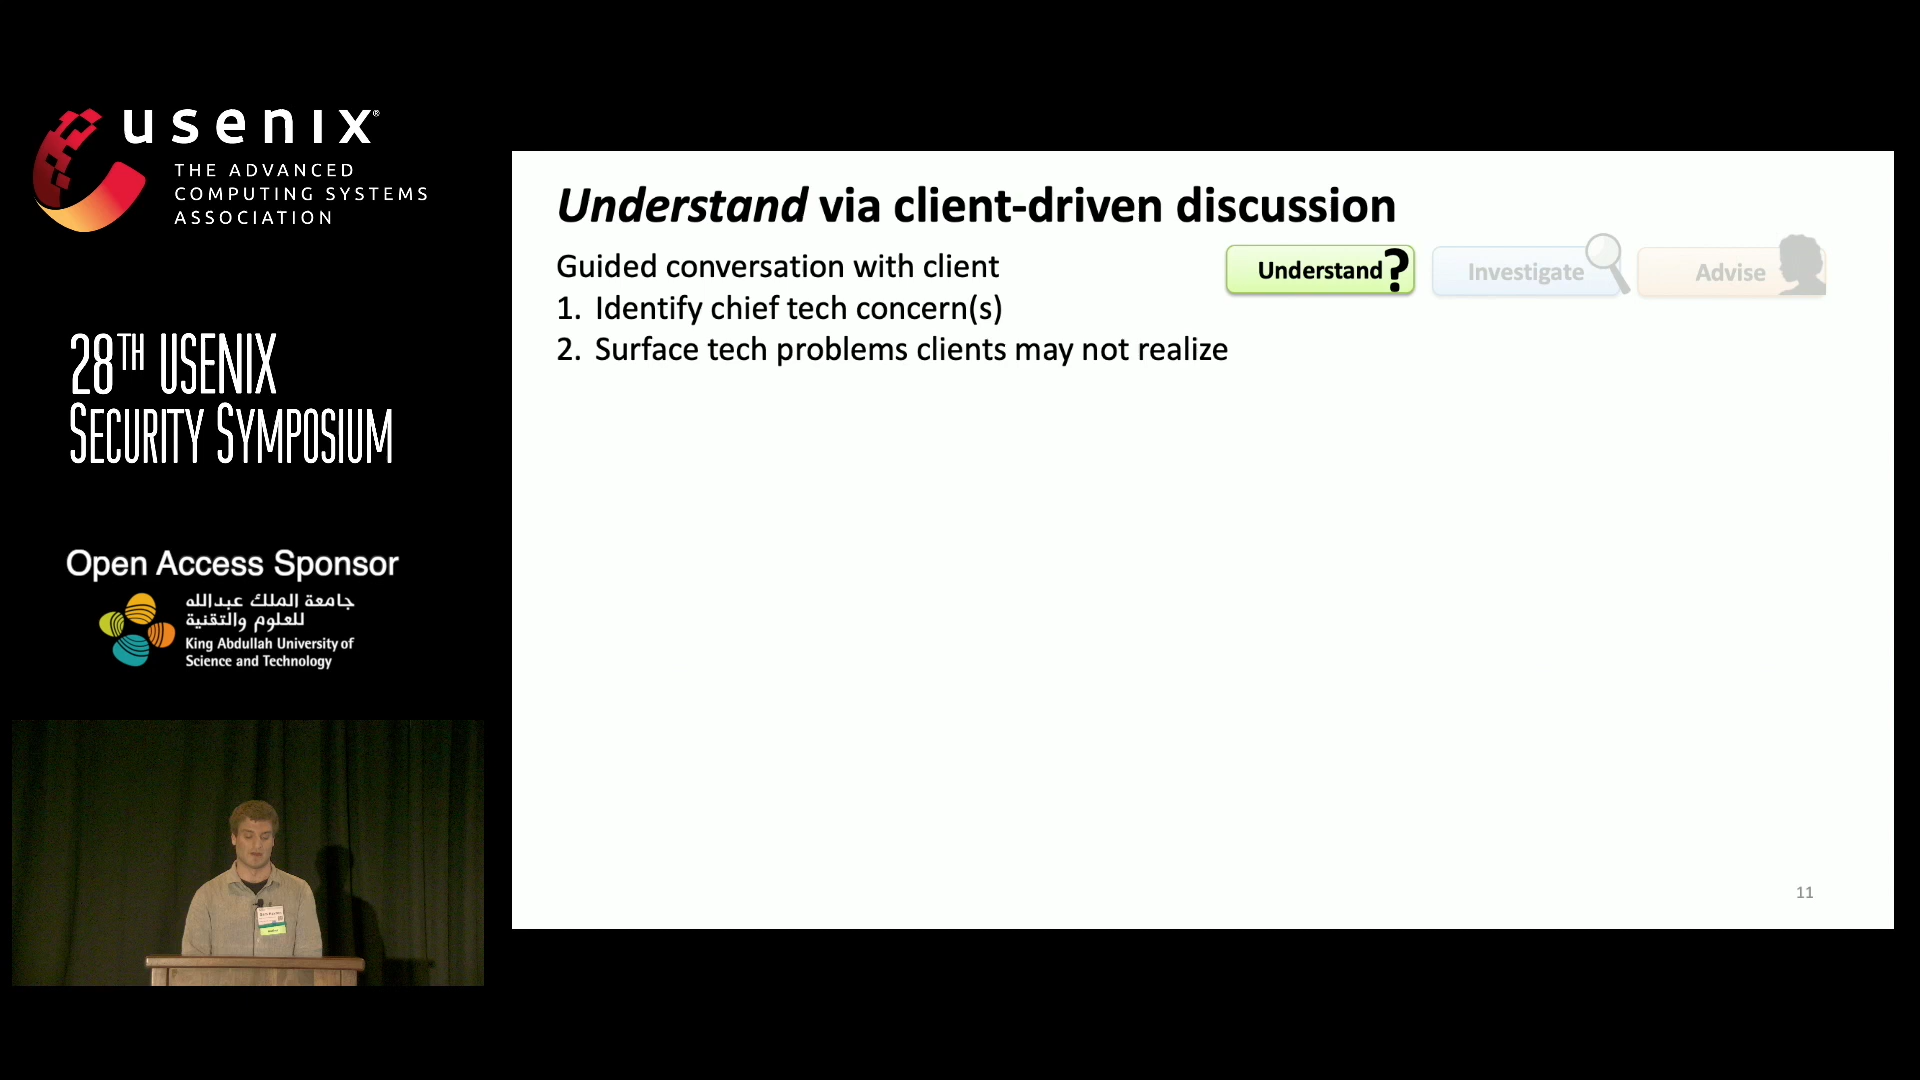 usenix®
THE ADVANCED
COMPUTING SYSTEMS
ASSOCIATION
28TH USENIX
SECURITY SYMPOSIUM
Open Access Sponsor
جامعة الملك عبدالله
للعلوم والتقنية
King Abdullah University of
Science and Technology
Understand via client-driven discussion
Guided conversation with client
1. Identify chief tech concern(s)
2. Surface tech problems clients may not realize
Understand?
Investigate
Advise
11